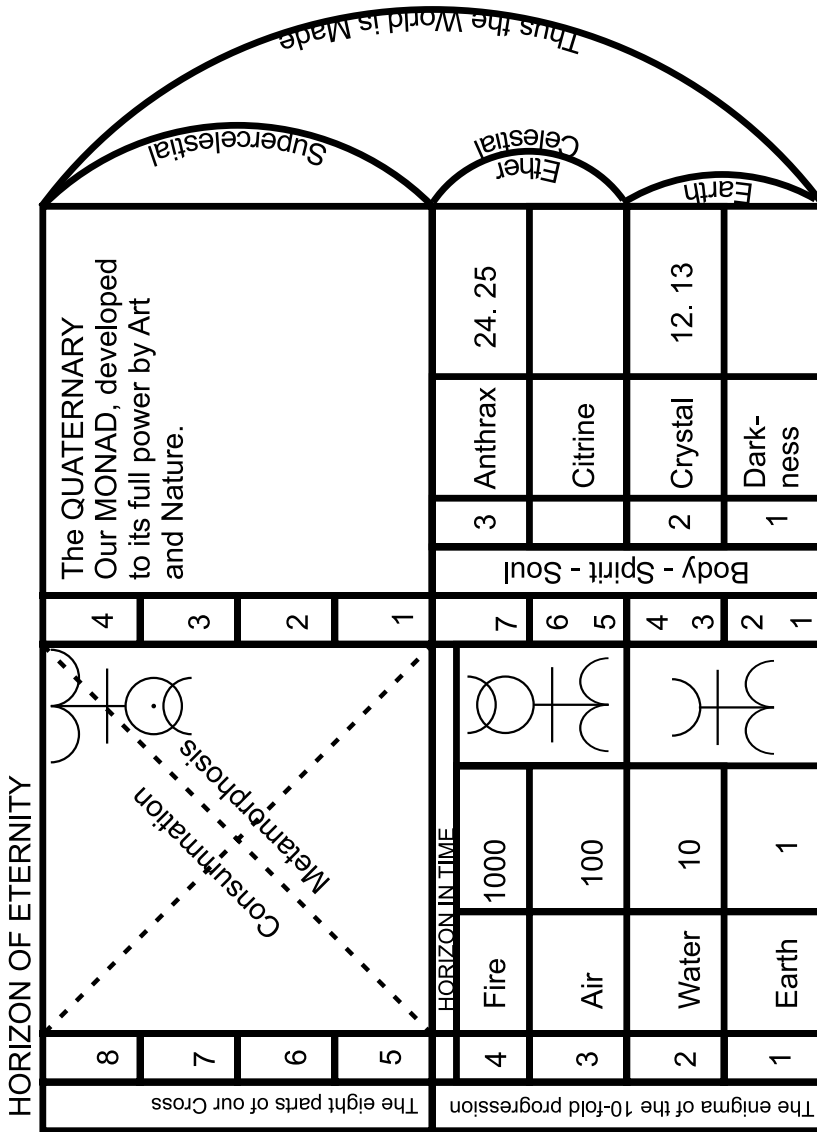 HORIZON OF ETERNITY
The eight parts of our Cross
8
7
6
5
Consummation
Metamorphosis
4
3
2
1
The QUATERNARY
Our MONAD, developed
to its full power by Art
and Nature.
Supercelestial
Thus the World is Made
HORIZON IN TIME
The enigma of the 10-fold progression
4 Fire 1000
3 Air 100
2 Water 10
1 Earth 1
7
6
5
4
3
2
1
Body - Spirit - Soul
3 Anthrax 24. 25
Citrine
2 Crystal 12. 13
1 Dark-
ness
Ether
Celestial
Earth